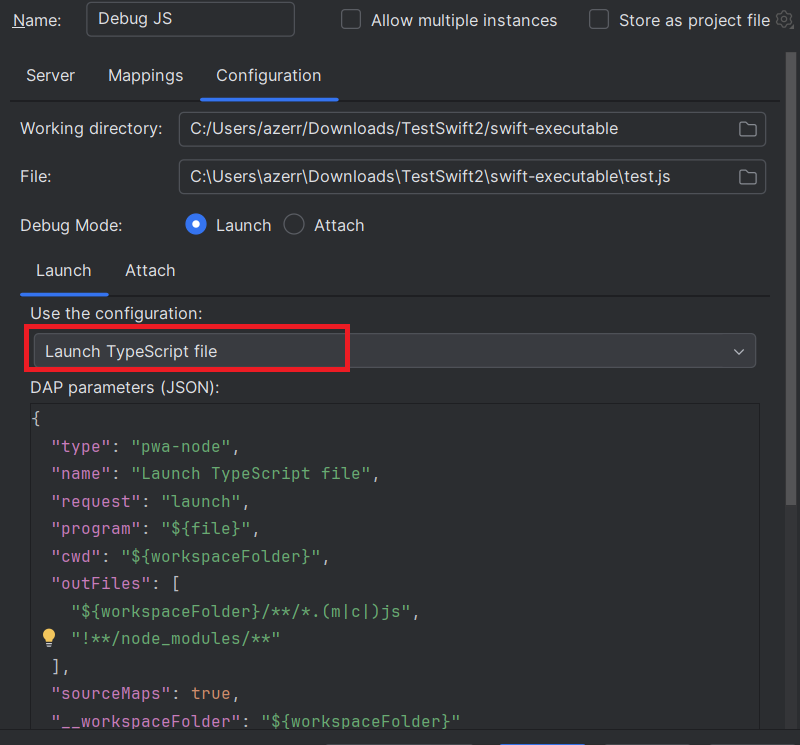 Name: Debug JS Allow multiple instances Store as project file
Server Mappings Configuration
Working directory: C:/Users/azerr/Downloads/TestSwift2/swift-executable
File: C:\Users\azerr\Downloads\TestSwift2\swift-executable\test.js
Debug Mode: Launch Attach
Launch Attach
Use the configuration:
Launch TypeScript file
DAP parameters (JSON):
{
"type": "pwa-node",
"name": "Launch TypeScript file",
"request": "launch",
"program": "${file}",
"cwd": "${workspaceFolder}",
"outFiles": [
"${workspaceFolder}/**/*.(m|c|)js",
"!**/node_modules/**"
],
"sourceMaps": true,
"__workspaceFolder": "${workspaceFolder}"